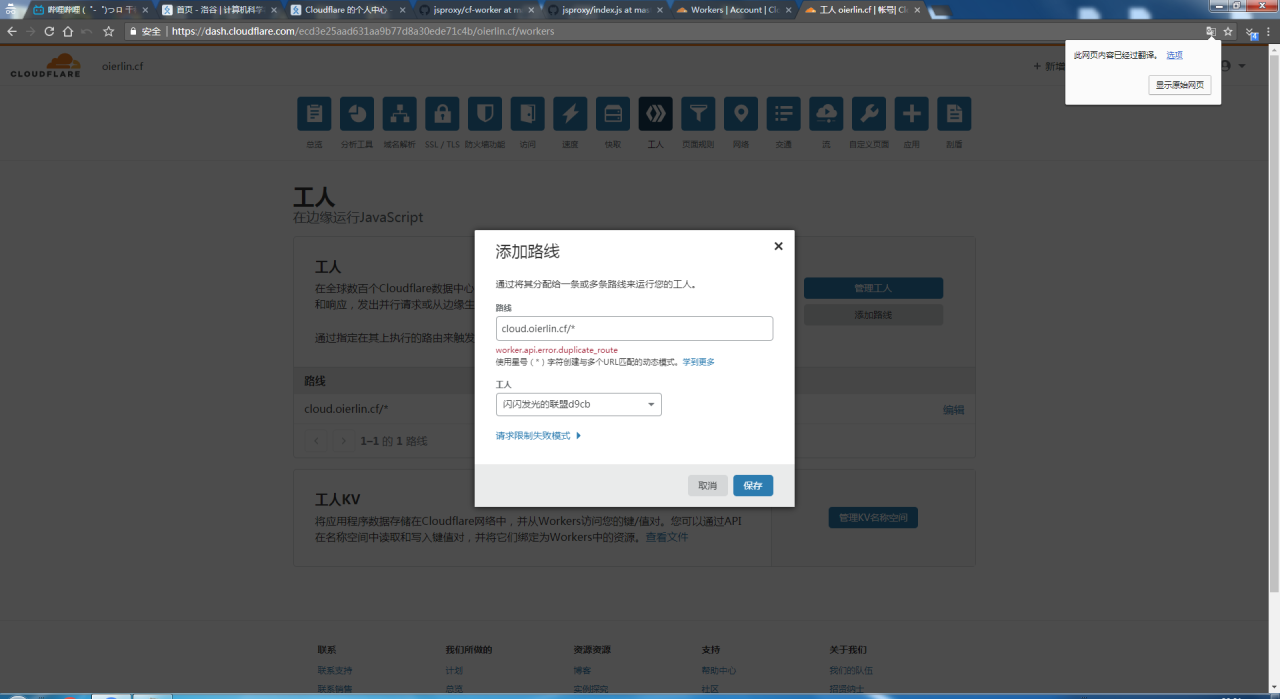 哔哩哔哩 ( ゜- ゜)つロ 干杯
首页 - 洛谷 | 计算机科学
Cloudflare 的个人中心 -
jsproxy/cf-worker at m
jsproxy/index.js at mas
Workers | Account | Cl
工人 oierlin.cf | 帐号| Cl
安全 | https://dash.cloudflare.com/ecd3e25aad631aa9b77d8a30ede71c4b/oierlin.cf/workers
此网页内容已经过翻译。 选项
显示原始网页
CLOUDFLARE
oierlin.cf
+ 新增
总览
分析工具
域名解析
SSL / TLS
防火墙功能
访问
速度
快取
工人
页面规则
网络
交通
流
自定义页面
应用
刮盾
工人
在边缘运行JavaScript
工人
在全球数百个Cloudflare数据中心
和响应，发出并行请求或从边缘生
通过指定在其上执行的路由来触发
管理工人
添加路线
路线
cloud.oierlin.cf/*
编辑
1–1 的 1 路线
添加路线
通过将其分配给一条或多条路线来运行您的工人。
路线
cloud.oierlin.cf/*
worker.api.error.duplicate_route
使用星号（*）字符创建与多个URL匹配的动态模式。学到更多
工人
闪闪发光的联盟d9cb
请求限制失败模式
取消
保存
工人KV
将应用程序数据存储在Cloudflare网络中，并从Workers访问您的键/值对。您可以通过API
在名称空间中读取和写入键值对，并将它们绑定为Workers中的资源。查看文件
管理KV名称空间
联系
我们所做的
资源资源
支持
关于我们
联系支持
计划
博客
帮助中心
我们的队伍
联系销售
总览
案例探究
社区
招贤纳士